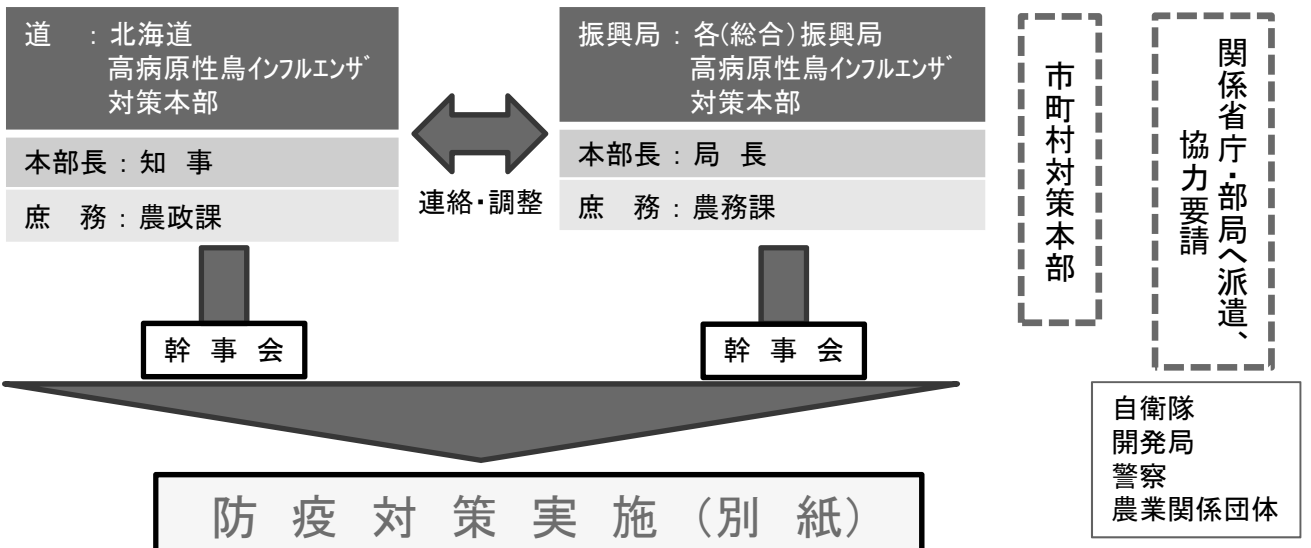 道　：北海道
高病原性鳥ｲﾝﾌﾙｴﾝｻﾞ
対策本部
本部長：知　事
庶　務：農政課
連絡・調整
振興局：各(総合)振興局
高病原性鳥ｲﾝﾌﾙｴﾝｻﾞ
対策本部
本部長：局　長
庶　務：農務課
幹　事　会
幹　事　会
防　疫　対　策　実　施　（別　紙）
市町村対策本部
関係省庁・部局へ派遣、
協力要請
自衛隊
開発局
警察
農業関係団体